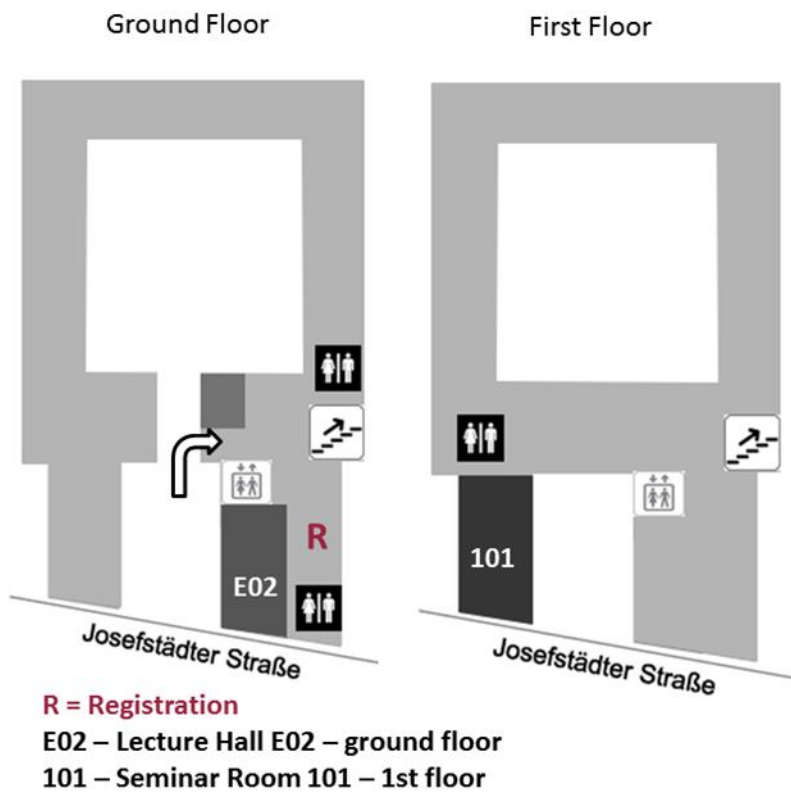 Ground Floor
First Floor
R
E02
101
Josefstädter Straße
Josefstädter Straße
R = Registration
E02 – Lecture Hall E02 – ground floor
101 – Seminar Room 101 – 1st floor